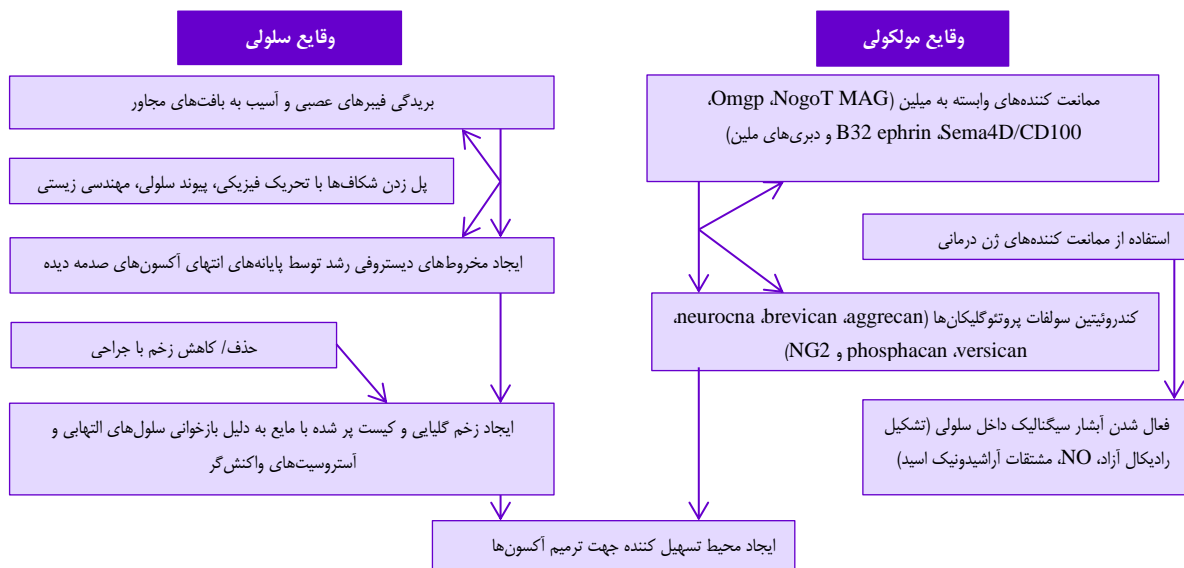 وقایع مولکولی
ممانعت کننده‌های وابسته به میلین (Omgp ،NogoT MAG،
B32 ephrin ،Sema4D/CD100 و دبری‌های ملین)
استفاده از ممانعت کننده‌های ژن درمانی
کندروئیتین سولفات پروتئوگلیکان‌ها (neurocna ،brevican ،aggrecan،
phosphacan ،versican و NG2)
فعال شدن آبشار سیگنالیک داخل سلولی (تشکیل
رادیکال آزاد، NO، مشتقات آراشیدونیک اسید)
وقایع سلولی
بریدگی فیبرهای عصبی و آسیب به بافت‌های مجاور
پل زدن شکاف‌ها با تحریک فیزیکی، پیوند سلولی، مهندسی زیستی
ایجاد مخروط‌های دیستروفی رشد توسط پایانه‌های انتهای آکسون‌های صدمه دیده
حذف/ کاهش زخم با جراحی
ایجاد زخم گلیایی و کیست پر شده با مایع به دلیل بازخوانی سلول‌های التهابی و
آستروسیت‌های واکنش‌گر
ایجاد محیط تسهیل کننده جهت ترمیم آکسون‌ها